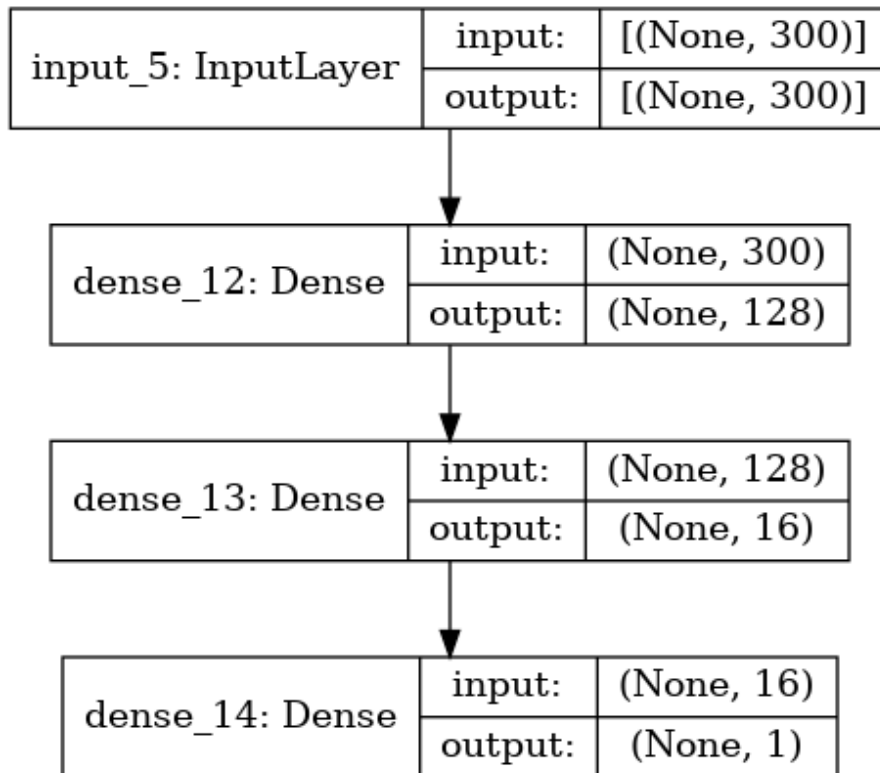 input_5: InputLayer
input: [(None, 300)]
output: [(None, 300)]
dense_12: Dense
input: (None, 300)
output: (None, 128)
dense_13: Dense
input: (None, 128)
output: (None, 16)
dense_14: Dense
input: (None, 16)
output: (None, 1)